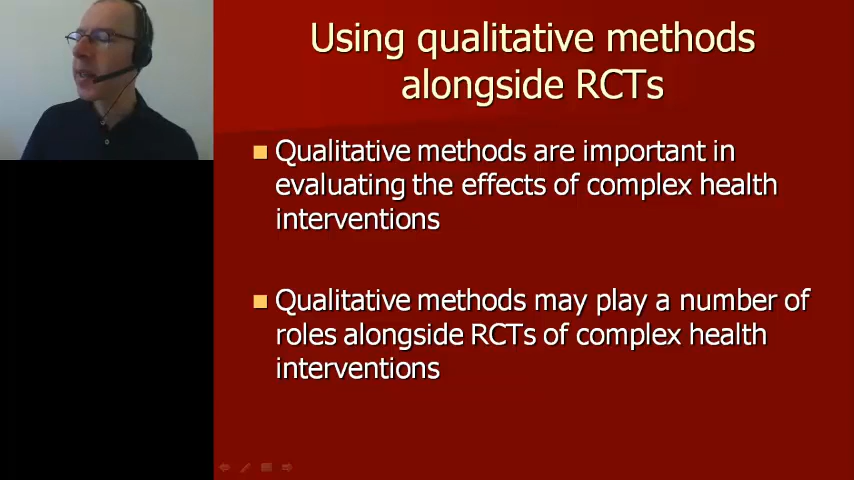 Using qualitative methods
alongside RCTs
Qualitative methods are important in
evaluating the effects of complex health
interventions
Qualitative methods may play a number of
roles alongside RCTs of complex health
interventions